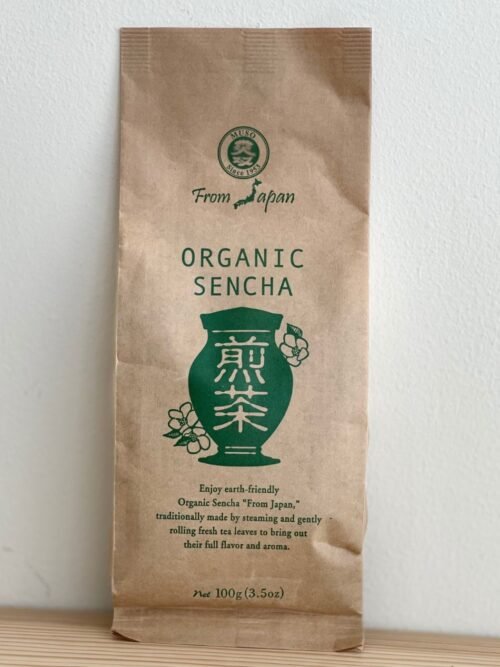 MUSO
Since 1953
From Japan
ORGANIC
SENCHA
煎
茶
Enjoy earth-friendly
Organic Sencha "From Japan,"
traditionally made by steaming and gently
rolling fresh tea leaves to bring out
their full flavor and aroma.
Net 100g (3.5oz)